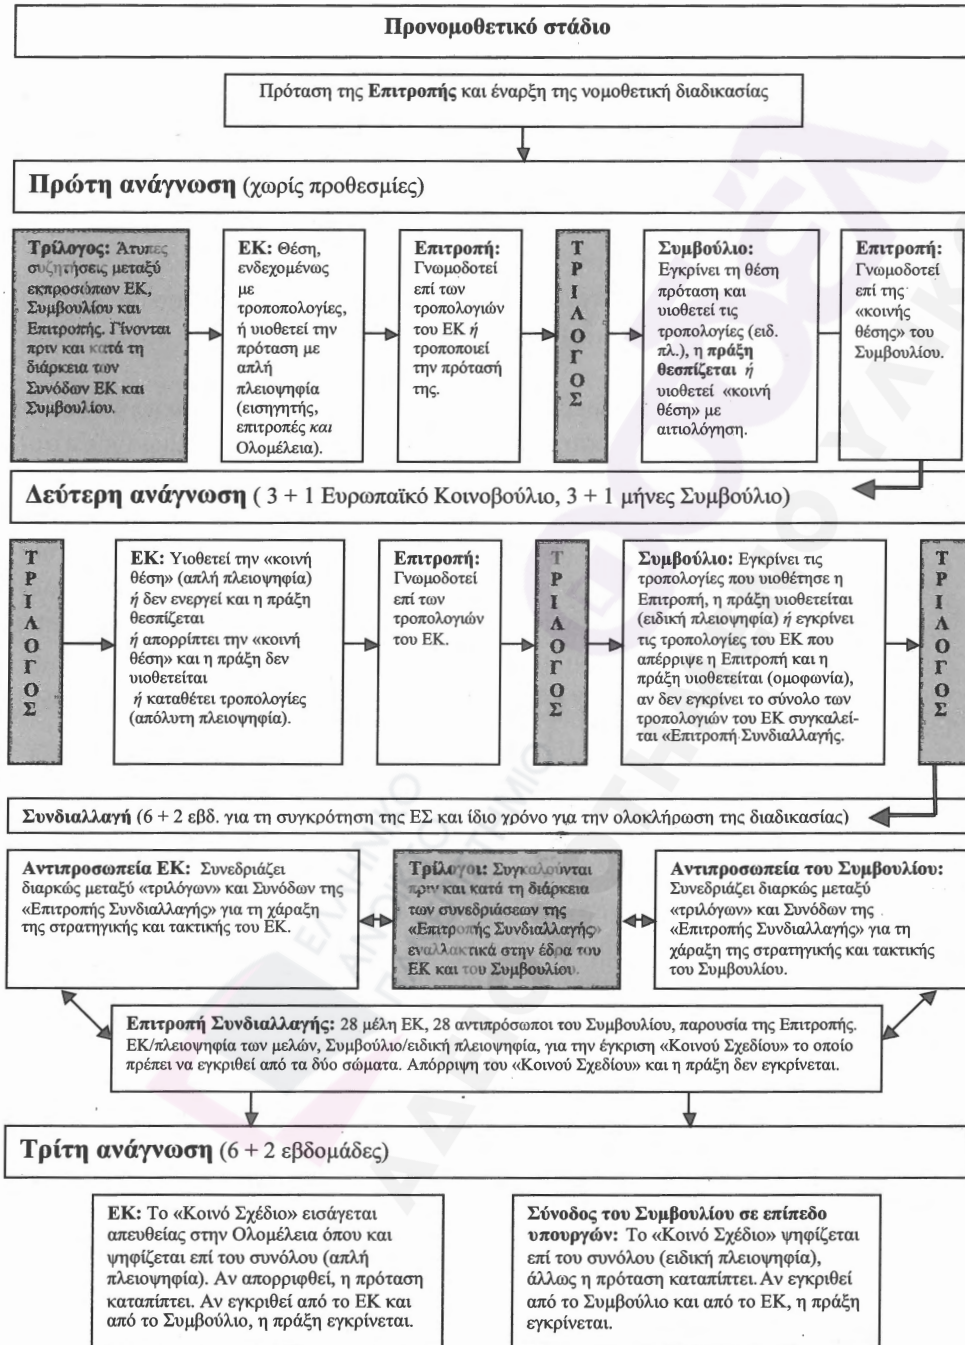 Προνομοθετικό στάδιο
Πρόταση της Επιτροπής και έναρξη της νομοθετική διαδικασίας
Πρώτη ανάγνωση (χωρίς προθεσμίες)
Τρίλογος: Άτυπες
συζητήσεις μεταξύ
εκπροσώπων ΕΚ,
Συμβουλίου και
Επιτροπής. Γίνονται
πριν και κατά τη
διάρκεια των
Συνόδων ΕΚ και
Συμβουλίου.
ΕΚ: Θέση,
ενδεχομένως
με
τροποπολογίες,
ή υιοθετεί την
πρόταση με
απλή
πλειοψηφία
(εισηγητής,
επιτροπές και
Ολομέλεια).
Επιτροπή:
Γνωμοδοτεί
επί των
τροπολογιών
του ΕΚ ή
τροποποιεί
την πρότασή
της.
Τ
Ρ
Ι
Λ
Ο
Γ
Ο
Σ
Συμβούλιο:
Εγκρίνει τη θέση
πρόταση και
υιοθετεί τις
τροπολογίες (ειδ.
πλ.), η πράξη
θεσπίζεται ή
υιοθετεί «κοινή
θέση» με
αιτιολόγηση.
Επιτροπή:
Γνωμοδοτεί
επί της
«κοινής
θέσης» του
Συμβουλίου.
Δεύτερη ανάγνωση ( 3 + 1 Ευρωπαϊκό Κοινοβούλιο, 3 + 1 μήνες Συμβούλιο)
Τ
Ρ
Ι
Λ
Ο
Γ
Ο
Σ
ΕΚ: Υιοθετεί την «κοινή
θέση» (απλή πλειοψηφία)
ή δεν ενεργεί και η πράξη
θεσπίζεται
ή απορρίπτει την «κοινή
θέση» και η πράξη δεν
υιοθετείται
ή καταθέτει τροπολογίες
(απόλυτη πλειοψηφία).
Επιτροπή:
Γνωμοδοτεί
επί των
τροπολογιών
του ΕΚ.
Τ
Ρ
Ι
Λ
Ο
Γ
Ο
Σ
Συμβούλιο: Εγκρίνει τις
τροπολογίες που υιοθέτησε η
Επιτροπή, η πράξη υιοθετείται
(ειδική πλειοψηφία) ή εγκρίνει
τις τροπολογίες του ΕΚ που
απέρριψε η Επιτροπή και η
πράξη υιοθετείται (ομοφωνία),
αν δεν εγκρίνει το σύνολο των
τροπολογιών του ΕΚ συγκαλεί-
ται «Επιτροπή Συνδιαλλαγής.
Τ
Ρ
Ι
Λ
Ο
Γ
Ο
Σ
Συνδιαλλαγή (6 + 2 εβδ. για τη συγκρότηση της ΕΣ και ίδιο χρόνο για την ολοκλήρωση της διαδικασίας)
Αντιπροσωπεία ΕΚ: Συνεδριάζει
διαρκώς μεταξύ «τριλόγων» και Συνόδων της
«Επιτροπής Συνδιαλλαγής» για τη χάραξη
της στρατηγικής και τακτικής του ΕΚ.
Τρίλογοι: Συγκαλούνται
πριν και κατά τη διάρκεια
των συνεδριάσεων της
«Επιτροπής Συνδιαλλαγής»
εναλλακτικά στην έδρα του
ΕΚ και του Συμβουλίου.
Αντιπροσωπεία του Συμβουλίου:
Συνεδριάζει διαρκώς μεταξύ
«τριλόγων» και Συνόδων της
«Επιτροπής Συνδιαλλαγής» για τη
χάραξη της στρατηγικής και τακτικής
του Συμβουλίου.
Επιτροπή Συνδιαλλαγής: 28 μέλη ΕΚ, 28 αντιπρόσωποι του Συμβουλίου, παρουσία της Επιτροπής.
ΕΚ/πλειοψηφία των μελών, Συμβούλιο/ειδική πλειοψηφία, για την έγκριση «Κοινού Σχεδίου» το οποίο
πρέπει να εγκριθεί από τα δύο σώματα. Απόρριψη του «Κοινού Σχεδίου» και η πράξη δεν εγκρίνεται.
Τρίτη ανάγνωση (6 + 2 εβδομάδες)
ΕΚ: Το «Κοινό Σχέδιο» εισάγεται
απευθείας στην Ολομέλεια όπου και
ψηφίζεται επί του συνόλου (απλή
πλειοψηφία). Αν απορριφθεί, η πρόταση
καταπίπτει. Αν εγκριθεί από το ΕΚ και
από το Συμβούλιο, η πράξη εγκρίνεται.
Σύνοδος του Συμβουλίου σε επίπεδο
υπουργών: Το «Κοινό Σχέδιο» ψηφίζεται
επί του συνόλου (ειδική πλειοψηφία),
άλλως η πρόταση καταπίπτει. Αν εγκριθεί
από το Συμβούλιο και από το ΕΚ, η πράξη
εγκρίνεται.